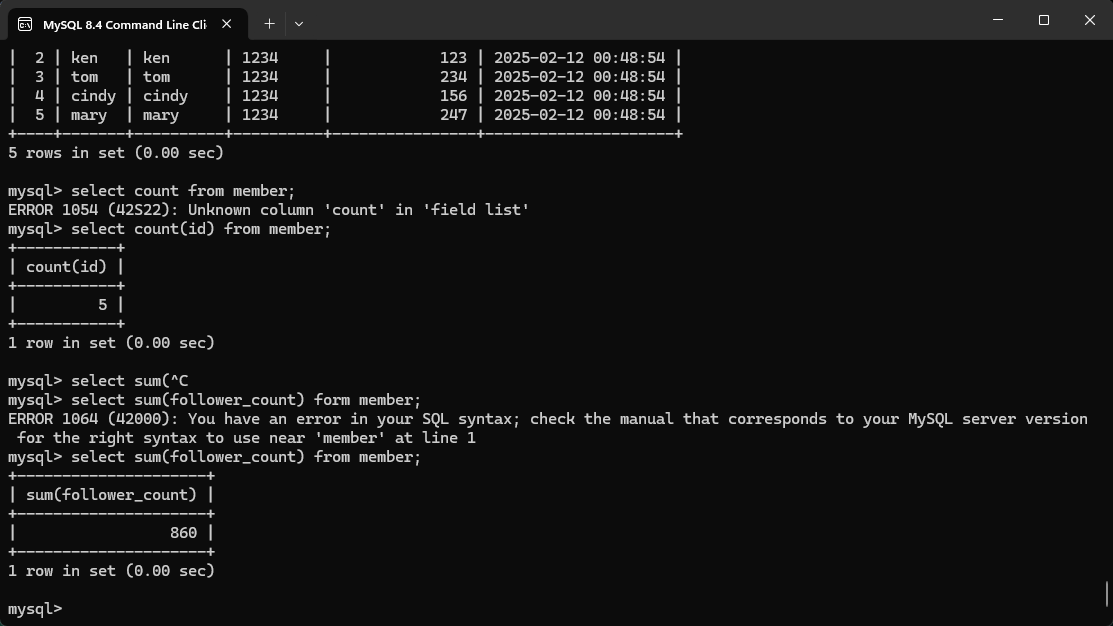 MySQL 8.4 Command Line Cli
|  2 | ken   | ken      | 1234     |            123 | 2025-02-12 00:48:54 |
|  3 | tom   | tom      | 1234     |            234 | 2025-02-12 00:48:54 |
|  4 | cindy | cindy    | 1234     |            156 | 2025-02-12 00:48:54 |
|  5 | mary  | mary     | 1234     |            247 | 2025-02-12 00:48:54 |
+----+-------+----------+----------+----------------+---------------------+
5 rows in set (0.00 sec)

mysql> select count from member;
ERROR 1054 (42S22): Unknown column 'count' in 'field list'
mysql> select count(id) from member;
+-----------+
| count(id) |
+-----------+
|         5 |
+-----------+
1 row in set (0.00 sec)

mysql> select sum(^C
mysql> select sum(follower_count) form member;
ERROR 1064 (42000): You have an error in your SQL syntax; check the manual that corresponds to your MySQL server version
 for the right syntax to use near 'member' at line 1
mysql> select sum(follower_count) from member;
+---------------------+
| sum(follower_count) |
+---------------------+
|                 860 |
+---------------------+
1 row in set (0.00 sec)

mysql>